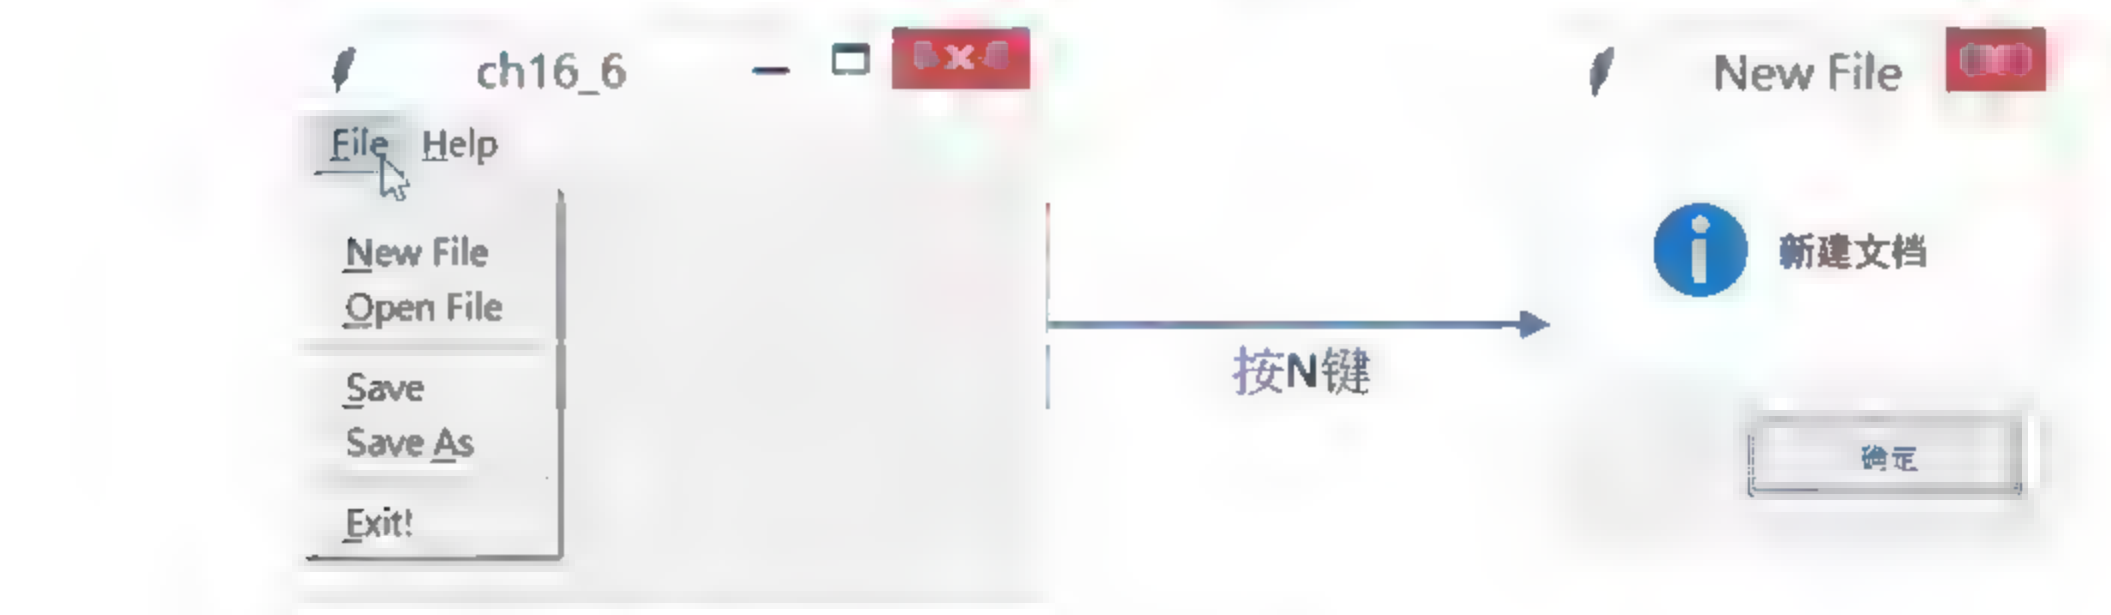 ch16_6
File Help
New File
Open File
Save
Save As
Exit!
按N键
New File
新建文档
确定